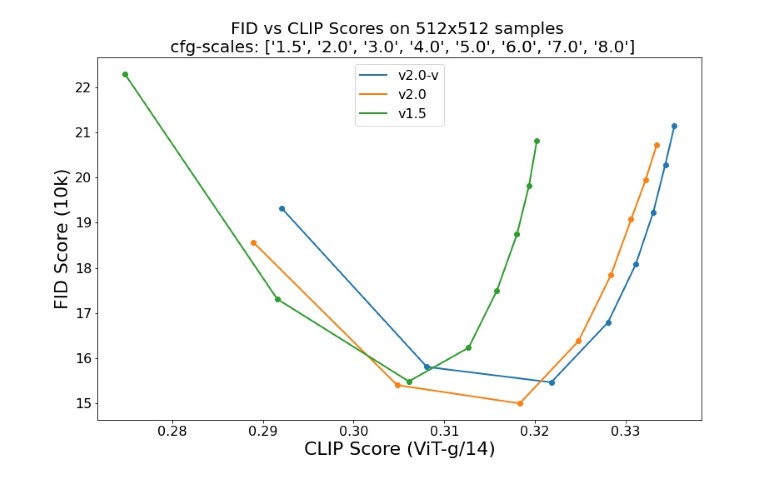 FID vs CLIP Scores on 512x512 samples
cfg-scales: ['1.5', '2.0', '3.0', '4.0', '5.0', '6.0', '7.0', '8.0']
v2.0-v
v2.0
v1.5
FID Score (10k)
22
21
20
19
18
17
16
15
0.28 0.29 0.30 0.31 0.32 0.33
CLIP Score (ViT-g/14)